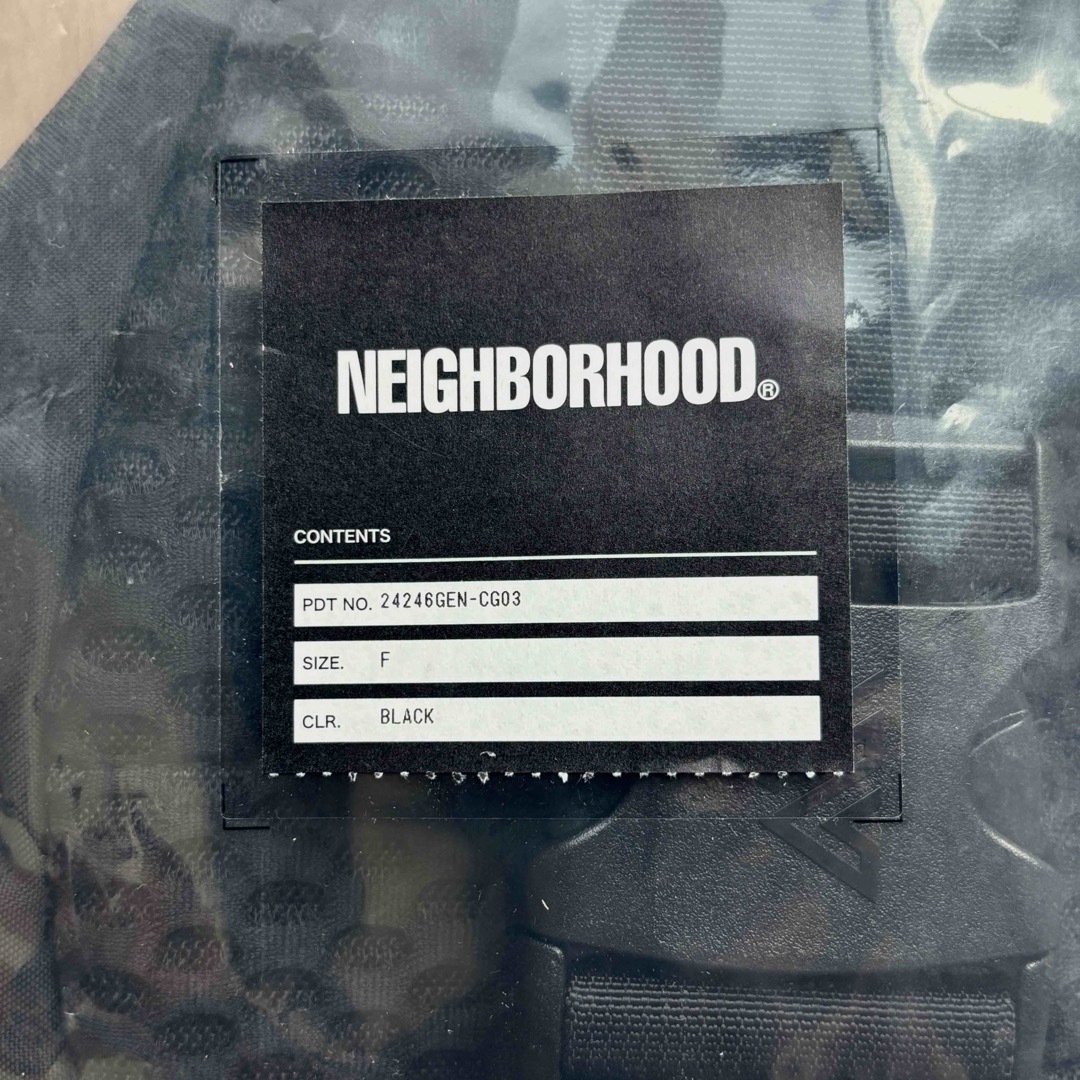 NEIGHBORHOOD®
CONTENTS
PDT NO. 24246GEN-CG03
SIZE. F
CLR. BLACK